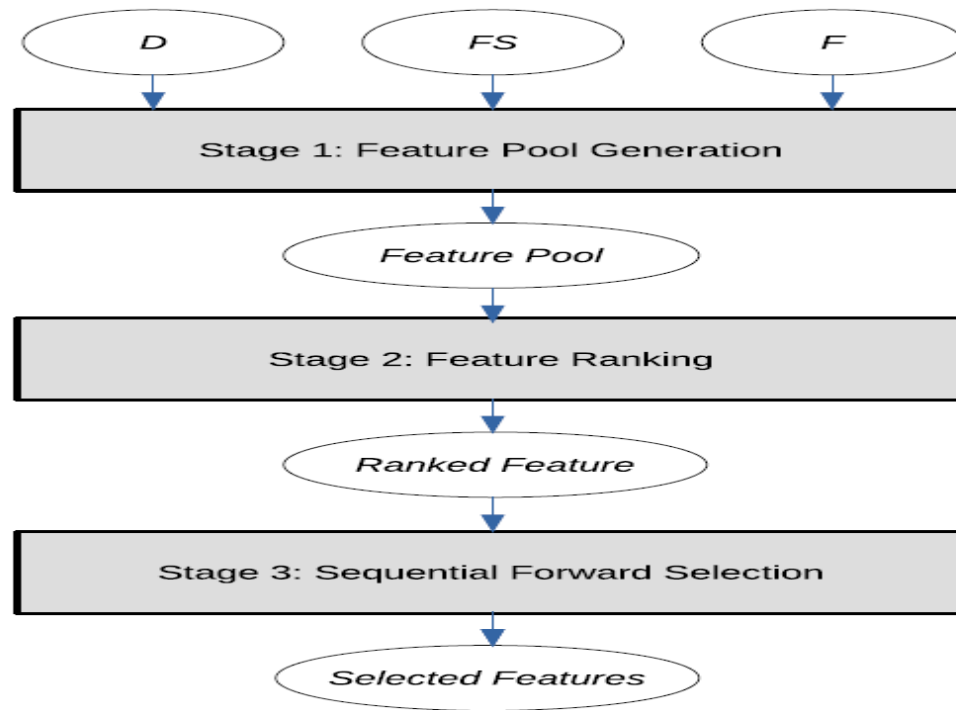 D
FS
F
Stage 1: Feature Pool Generation
Feature Pool
Stage 2: Feature Ranking
Ranked Feature
Stage 3: Sequential Forward Selection
Selected Features